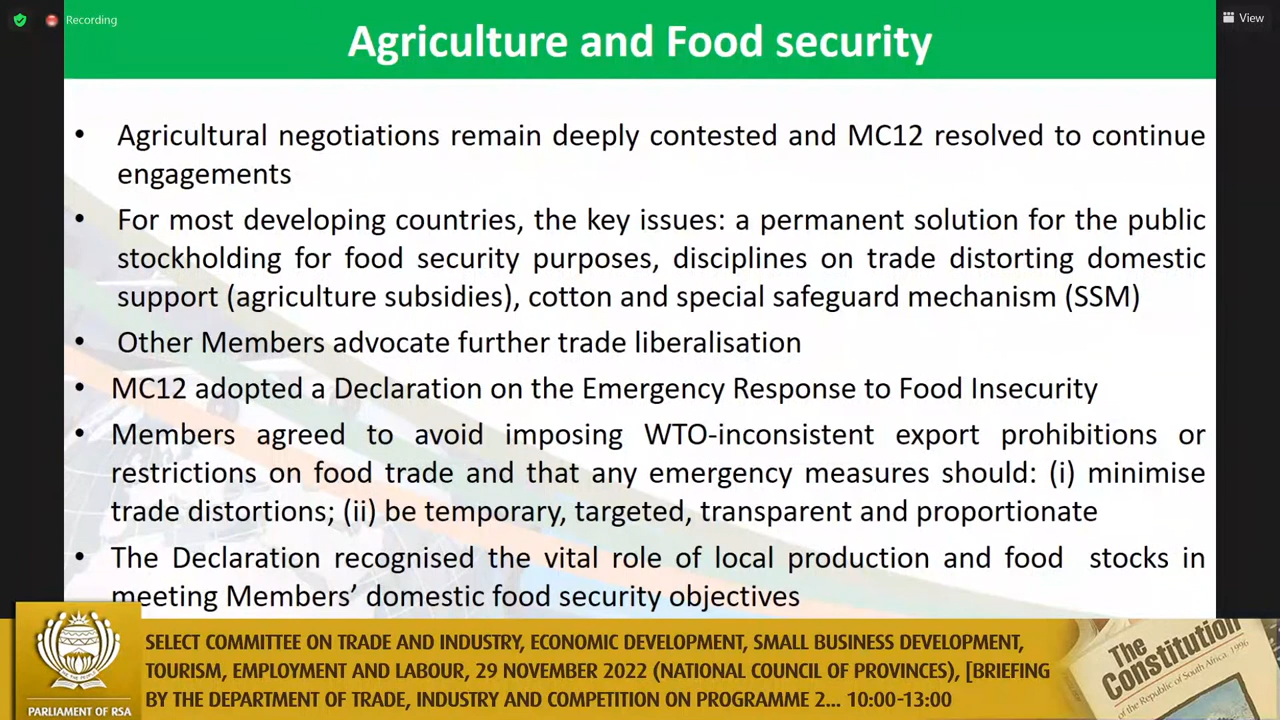 Recording
View
Agriculture and Food security
• Agricultural negotiations remain deeply contested and MC12 resolved to continue
engagements
• For most developing countries, the key issues: a permanent solution for the public
stockholding for food security purposes, disciplines on trade distorting domestic
support (agriculture subsidies), cotton and special safeguard mechanism (SSM)
• Other Members advocate further trade liberalisation
• MC12 adopted a Declaration on the Emergency Response to Food Insecurity
• Members agreed to avoid imposing WTO-inconsistent export prohibitions or
restrictions on food trade and that any emergency measures should: (i) minimise
trade distortions; (ii) be temporary, targeted, transparent and proportionate
• The Declaration recognised the vital role of local production and food stocks in
meeting Members’ domestic food security objectives
SELECT COMMITTEE ON TRADE AND INDUSTRY, ECONOMIC DEVELOPMENT, SMALL BUSINESS DEVELOPMENT,
TOURISM, EMPLOYMENT AND LABOUR, 29 NOVEMBER 2022 (NATIONAL COUNCIL OF PROVINCES), [BRIEFING
BY THE DEPARTMENT OF TRADE, INDUSTRY AND COMPETITION ON PROGRAMME 2... 10:00-13:00
PARLIAMENT OF RSA
The
Constitution
of the Republic of South Africa, 1996